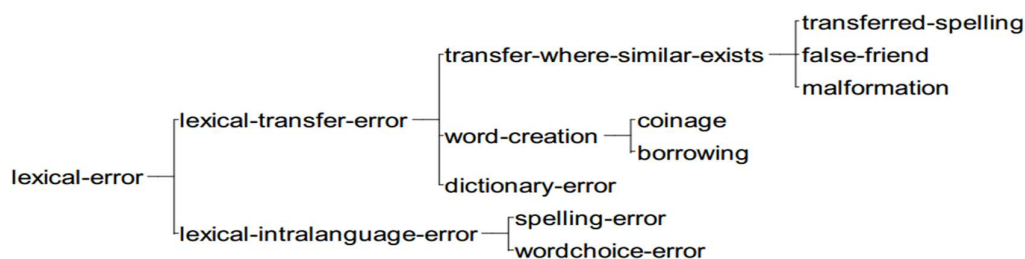 transferred-spelling
transfer-where-similar-exists
false-friend
malformation
lexical-transfer-error
coinage
word-creation
borrowing
lexical-error
dictionary-error
spelling-error
lexical-intralanguage-error
wordchoice-error